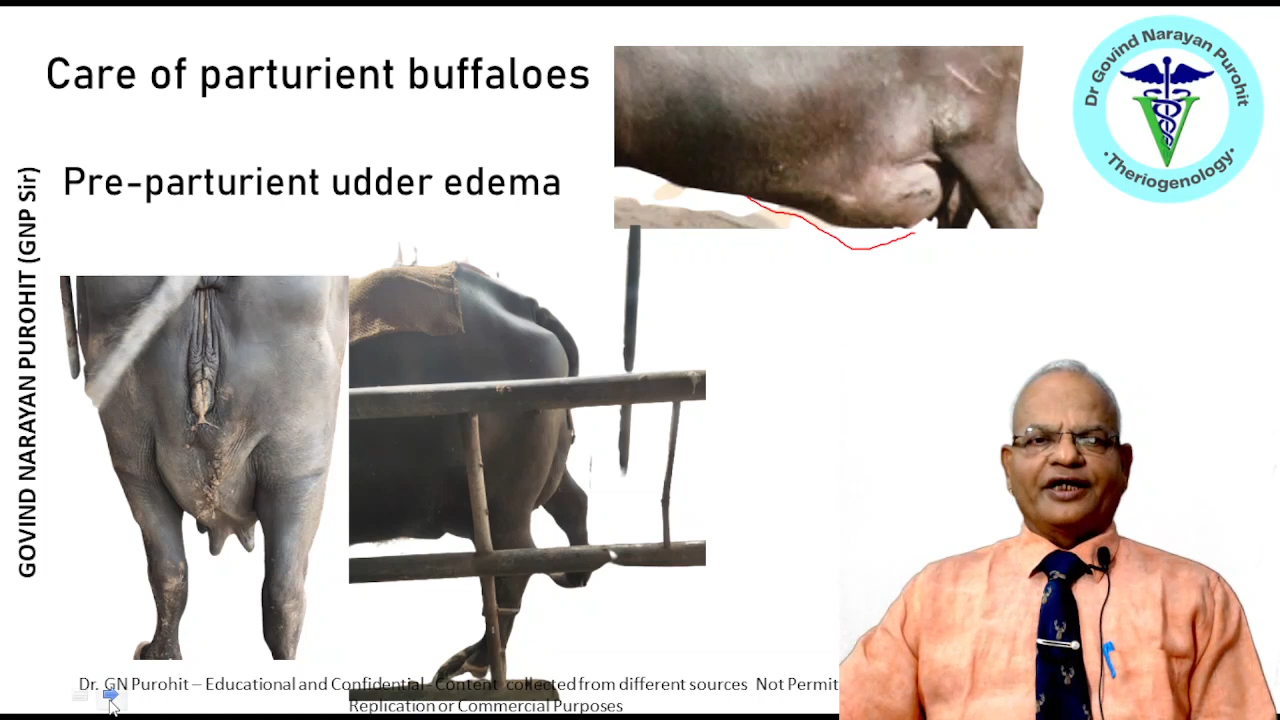 Care of parturient buffaloes
Pre-parturient udder edema
GOVIND NARAYAN PUROHIT (GNP Sir)
Dr Govind Narayan Purohit
V
•Theriogenology•
Dr. GN Purohit – Educational and Confidential - Content collected from different sources Not Permit
Replication or Commercial Purposes